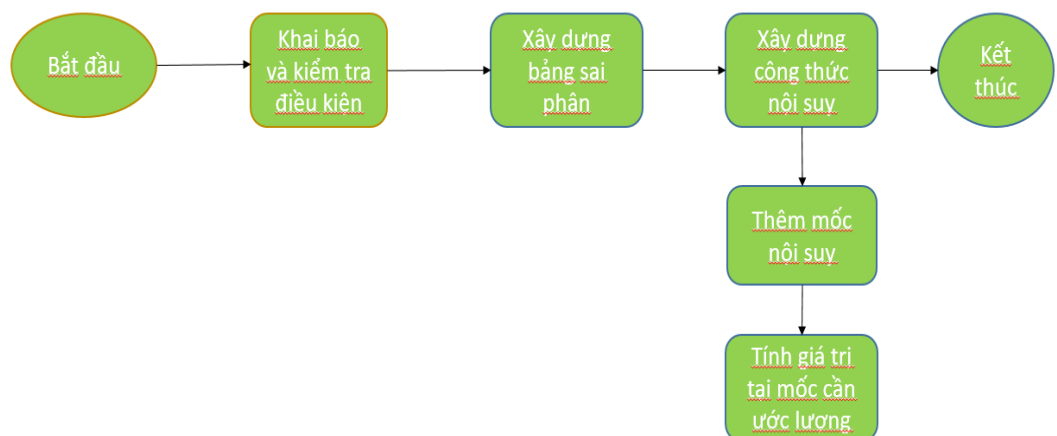 Bắt đầu
Khai báo
và kiểm tra
điều kiện
Xây dựng
bảng sai
phân
Xây dựng
công thức
nội suy
Kết
thúc
Thêm mốc
nội suy
Tính giá trị
tại mốc cần
ước lượng